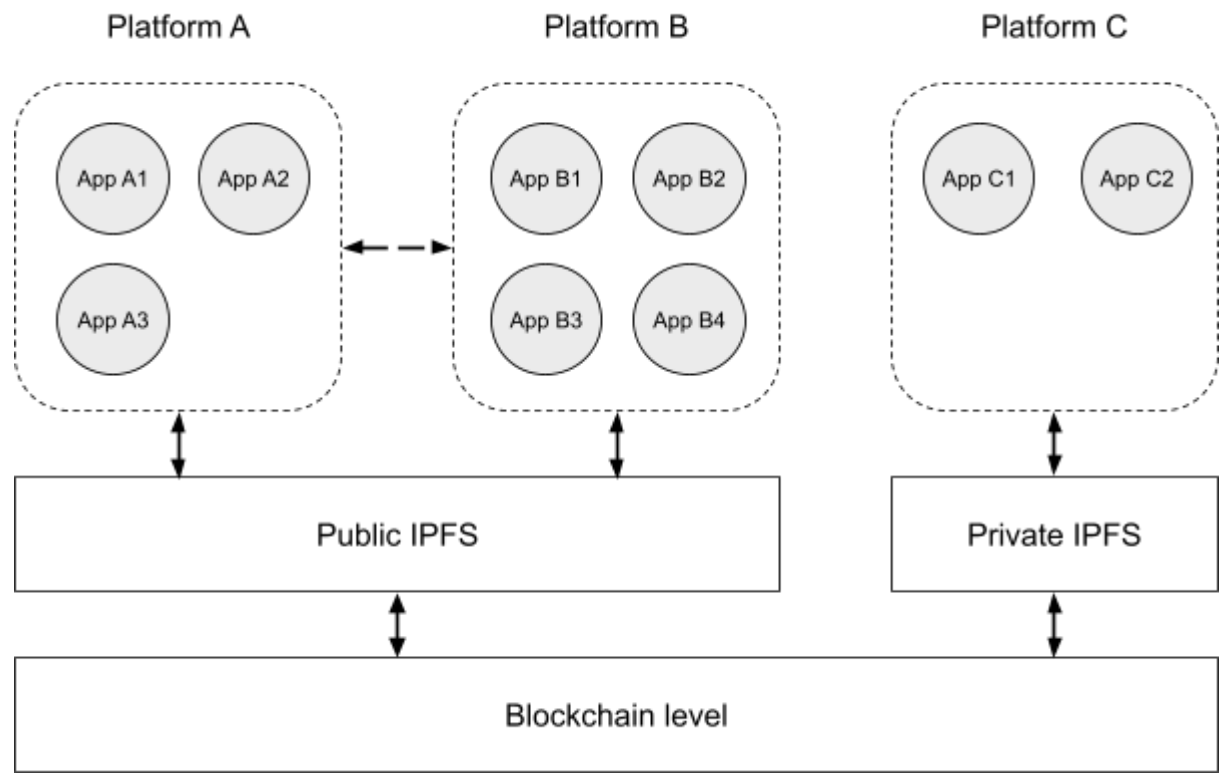 Platform A
Platform B
Platform C
App A1
App A2
App B1
App B2
App C1
App C2
App A3
App B3
App B4
Public IPFS
Private IPFS
Blockchain level